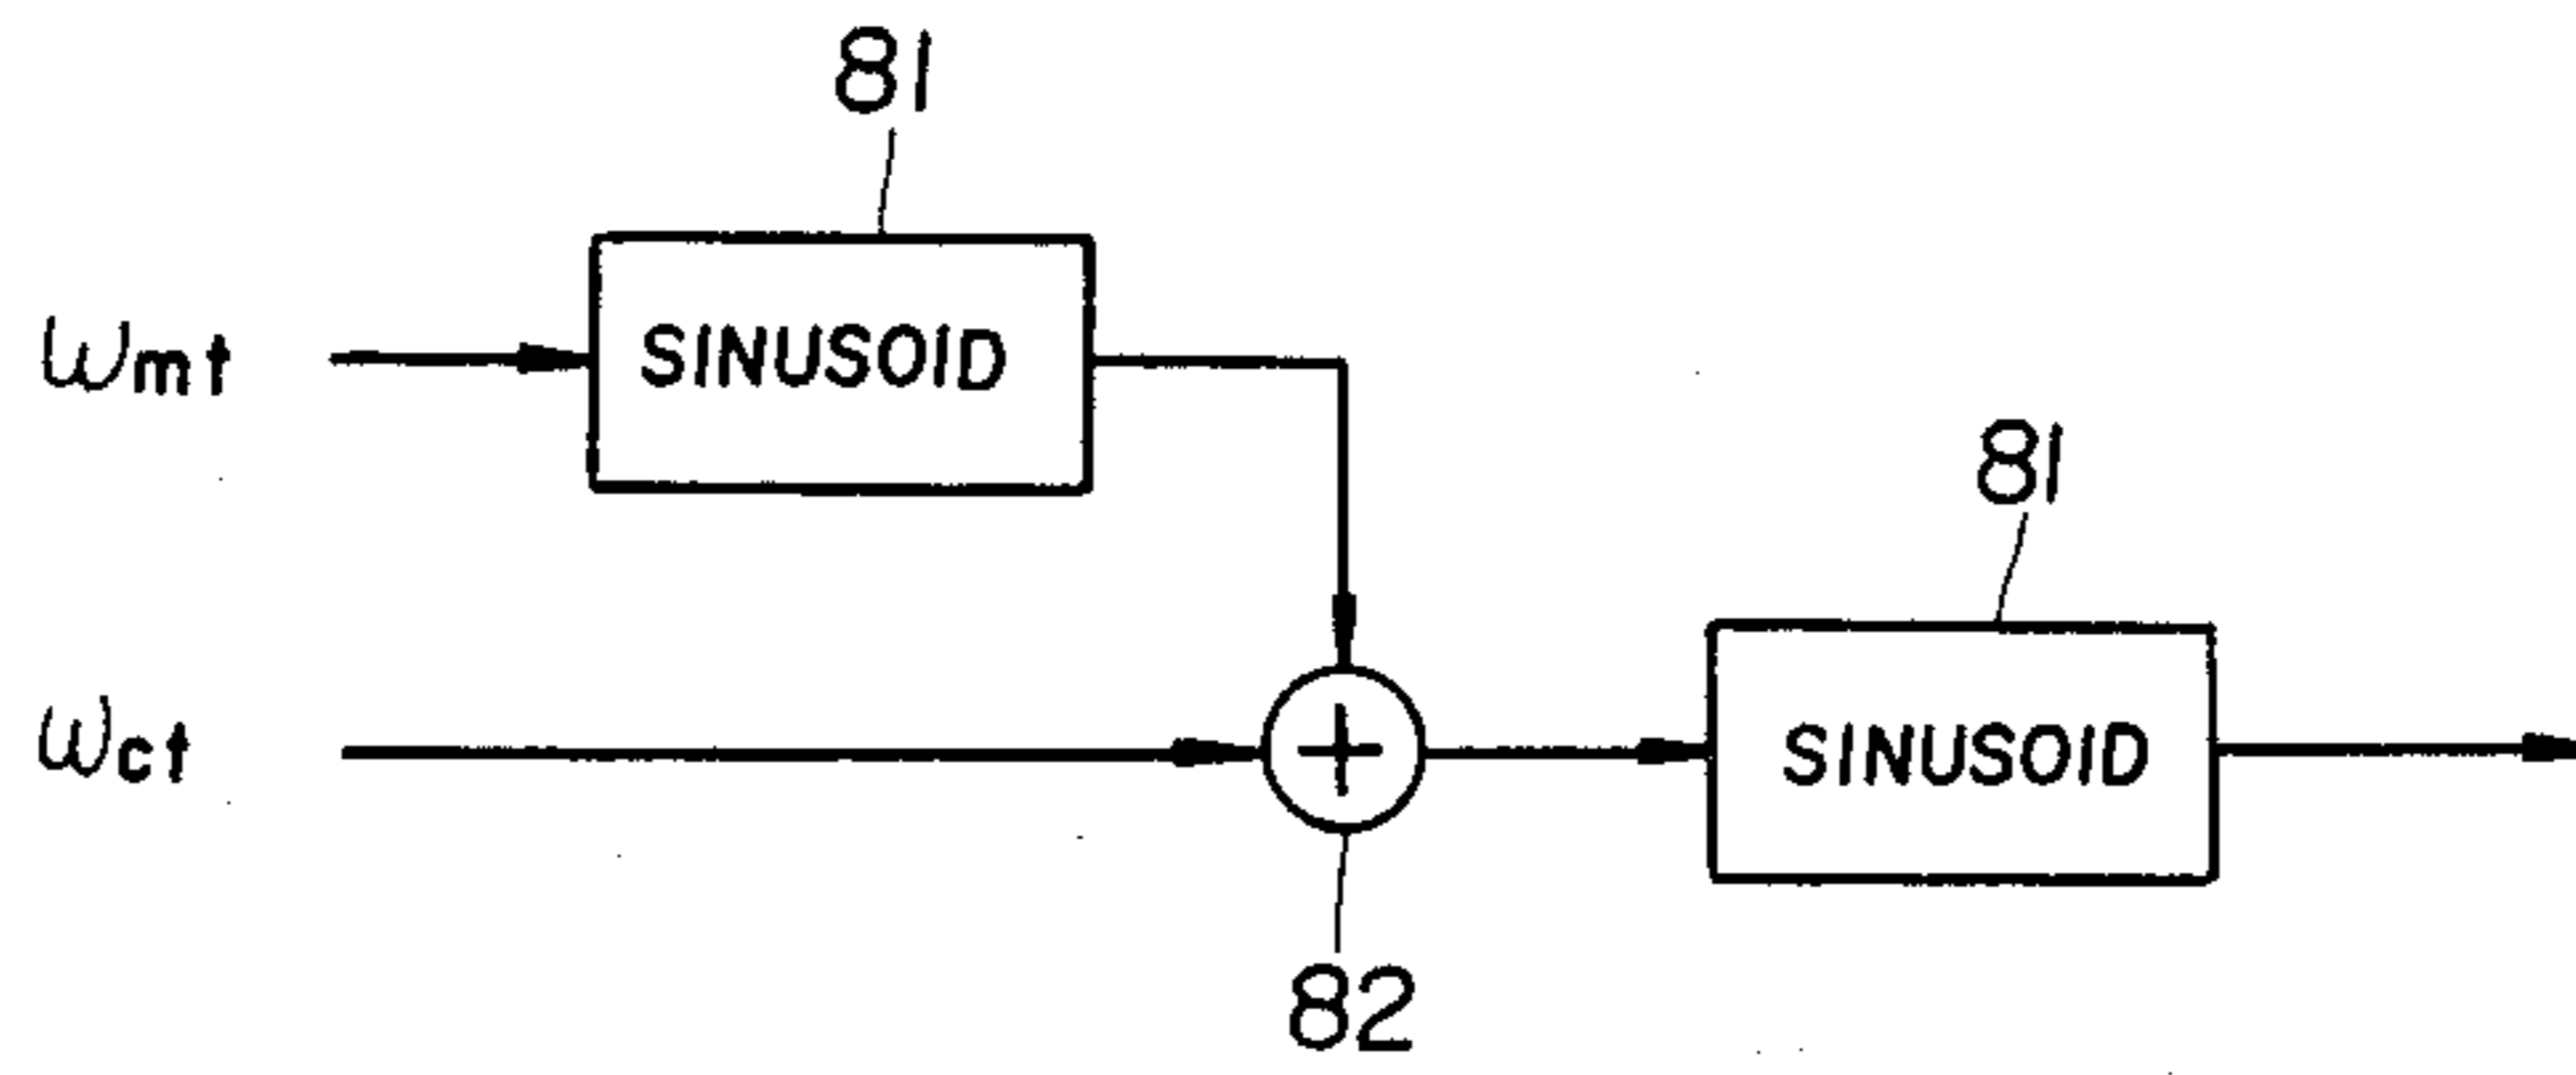 81
ωmt
SINUSOID
81
ωct
+
SINUSOID
82